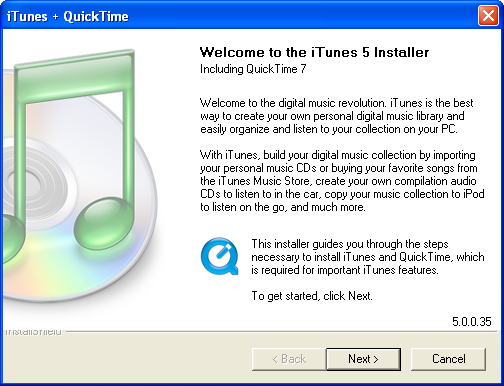 iTunes + QuickTime
Welcome to the iTunes 5 Installer
Including QuickTime 7
Welcome to the digital music revolution. iTunes is the best
way to create your own personal digital music library and
easily organize and listen to your collection on your PC.
With iTunes, build your digital music collection by importing
your personal music CDs or buying your favorite songs from
the iTunes Music Store, create your own compilation audio
CDs to listen to in the car, copy your music collection to iPod
to listen on the go, and much more.
This installer guides you through the steps
necessary to install iTunes and QuickTime, which
is required for important iTunes features.
To get started, click Next.
5.0.0.35
InstallShield
< Back
Next >
Cancel